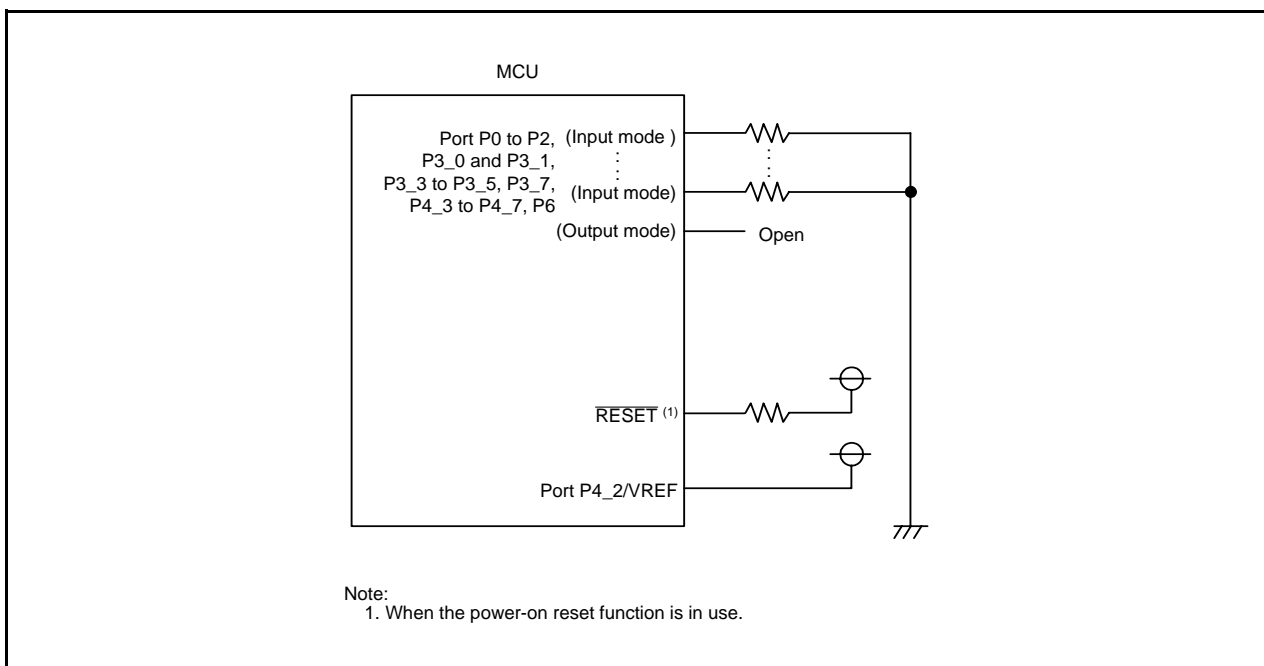 MCU
Port P0 to P2, (Input mode )
P3_0 and P3_1,
P3_3 to P3_5, P3_7, (Input mode)
P4_3 to P4_7, P6
(Output mode) Open
RESET (1)
Port P4_2/VREF
Note:
1. When the power-on reset function is in use.